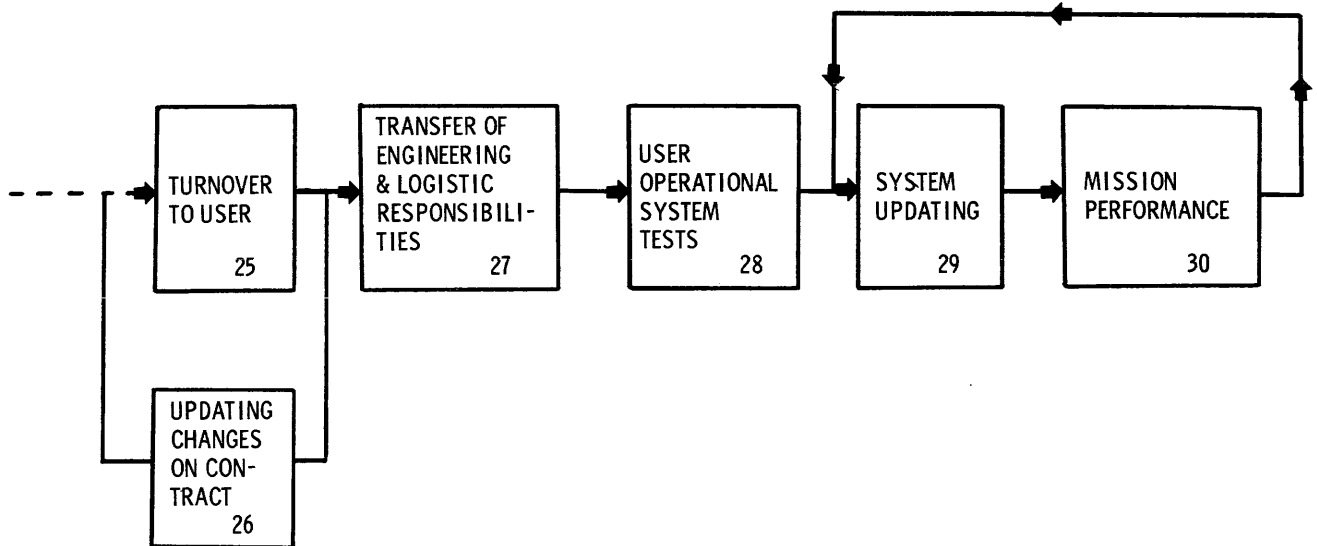 TURNOVER
TO USER
25
TRANSFER OF
ENGINEERING
& LOGISTIC
RESPONSIBILI-
TIES
27
USER
OPERATIONAL
SYSTEM
TESTS
28
SYSTEM
UPDATING
29
MISSION
PERFORMANCE
30
UPDATING
CHANGES
ON CON-
TRACT
26